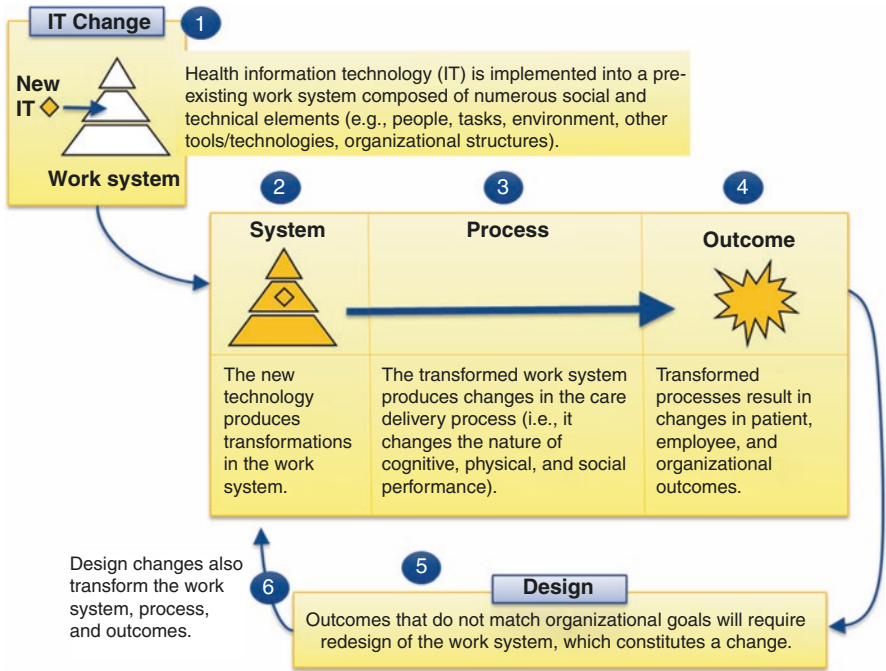 IT Change
1
New
IT
Work system
Health information technology (IT) is implemented into a pre-
existing work system composed of numerous social and
technical elements (e.g., people, tasks, environment, other
tools/technologies, organizational structures).
2
3
4
System
Process
Outcome
The new
technology
produces
transformations
in the work
system.
The transformed work system
produces changes in the care
delivery process (i.e., it
changes the nature of
cognitive, physical, and social
performance).
Transformed
processes result in
changes in patient,
employee, and
organizational
outcomes.
5
Design
Outcomes that do not match organizational goals will require
redesign of the work system, which constitutes a change.
6
Design changes also
transform the work
system, process,
and outcomes.